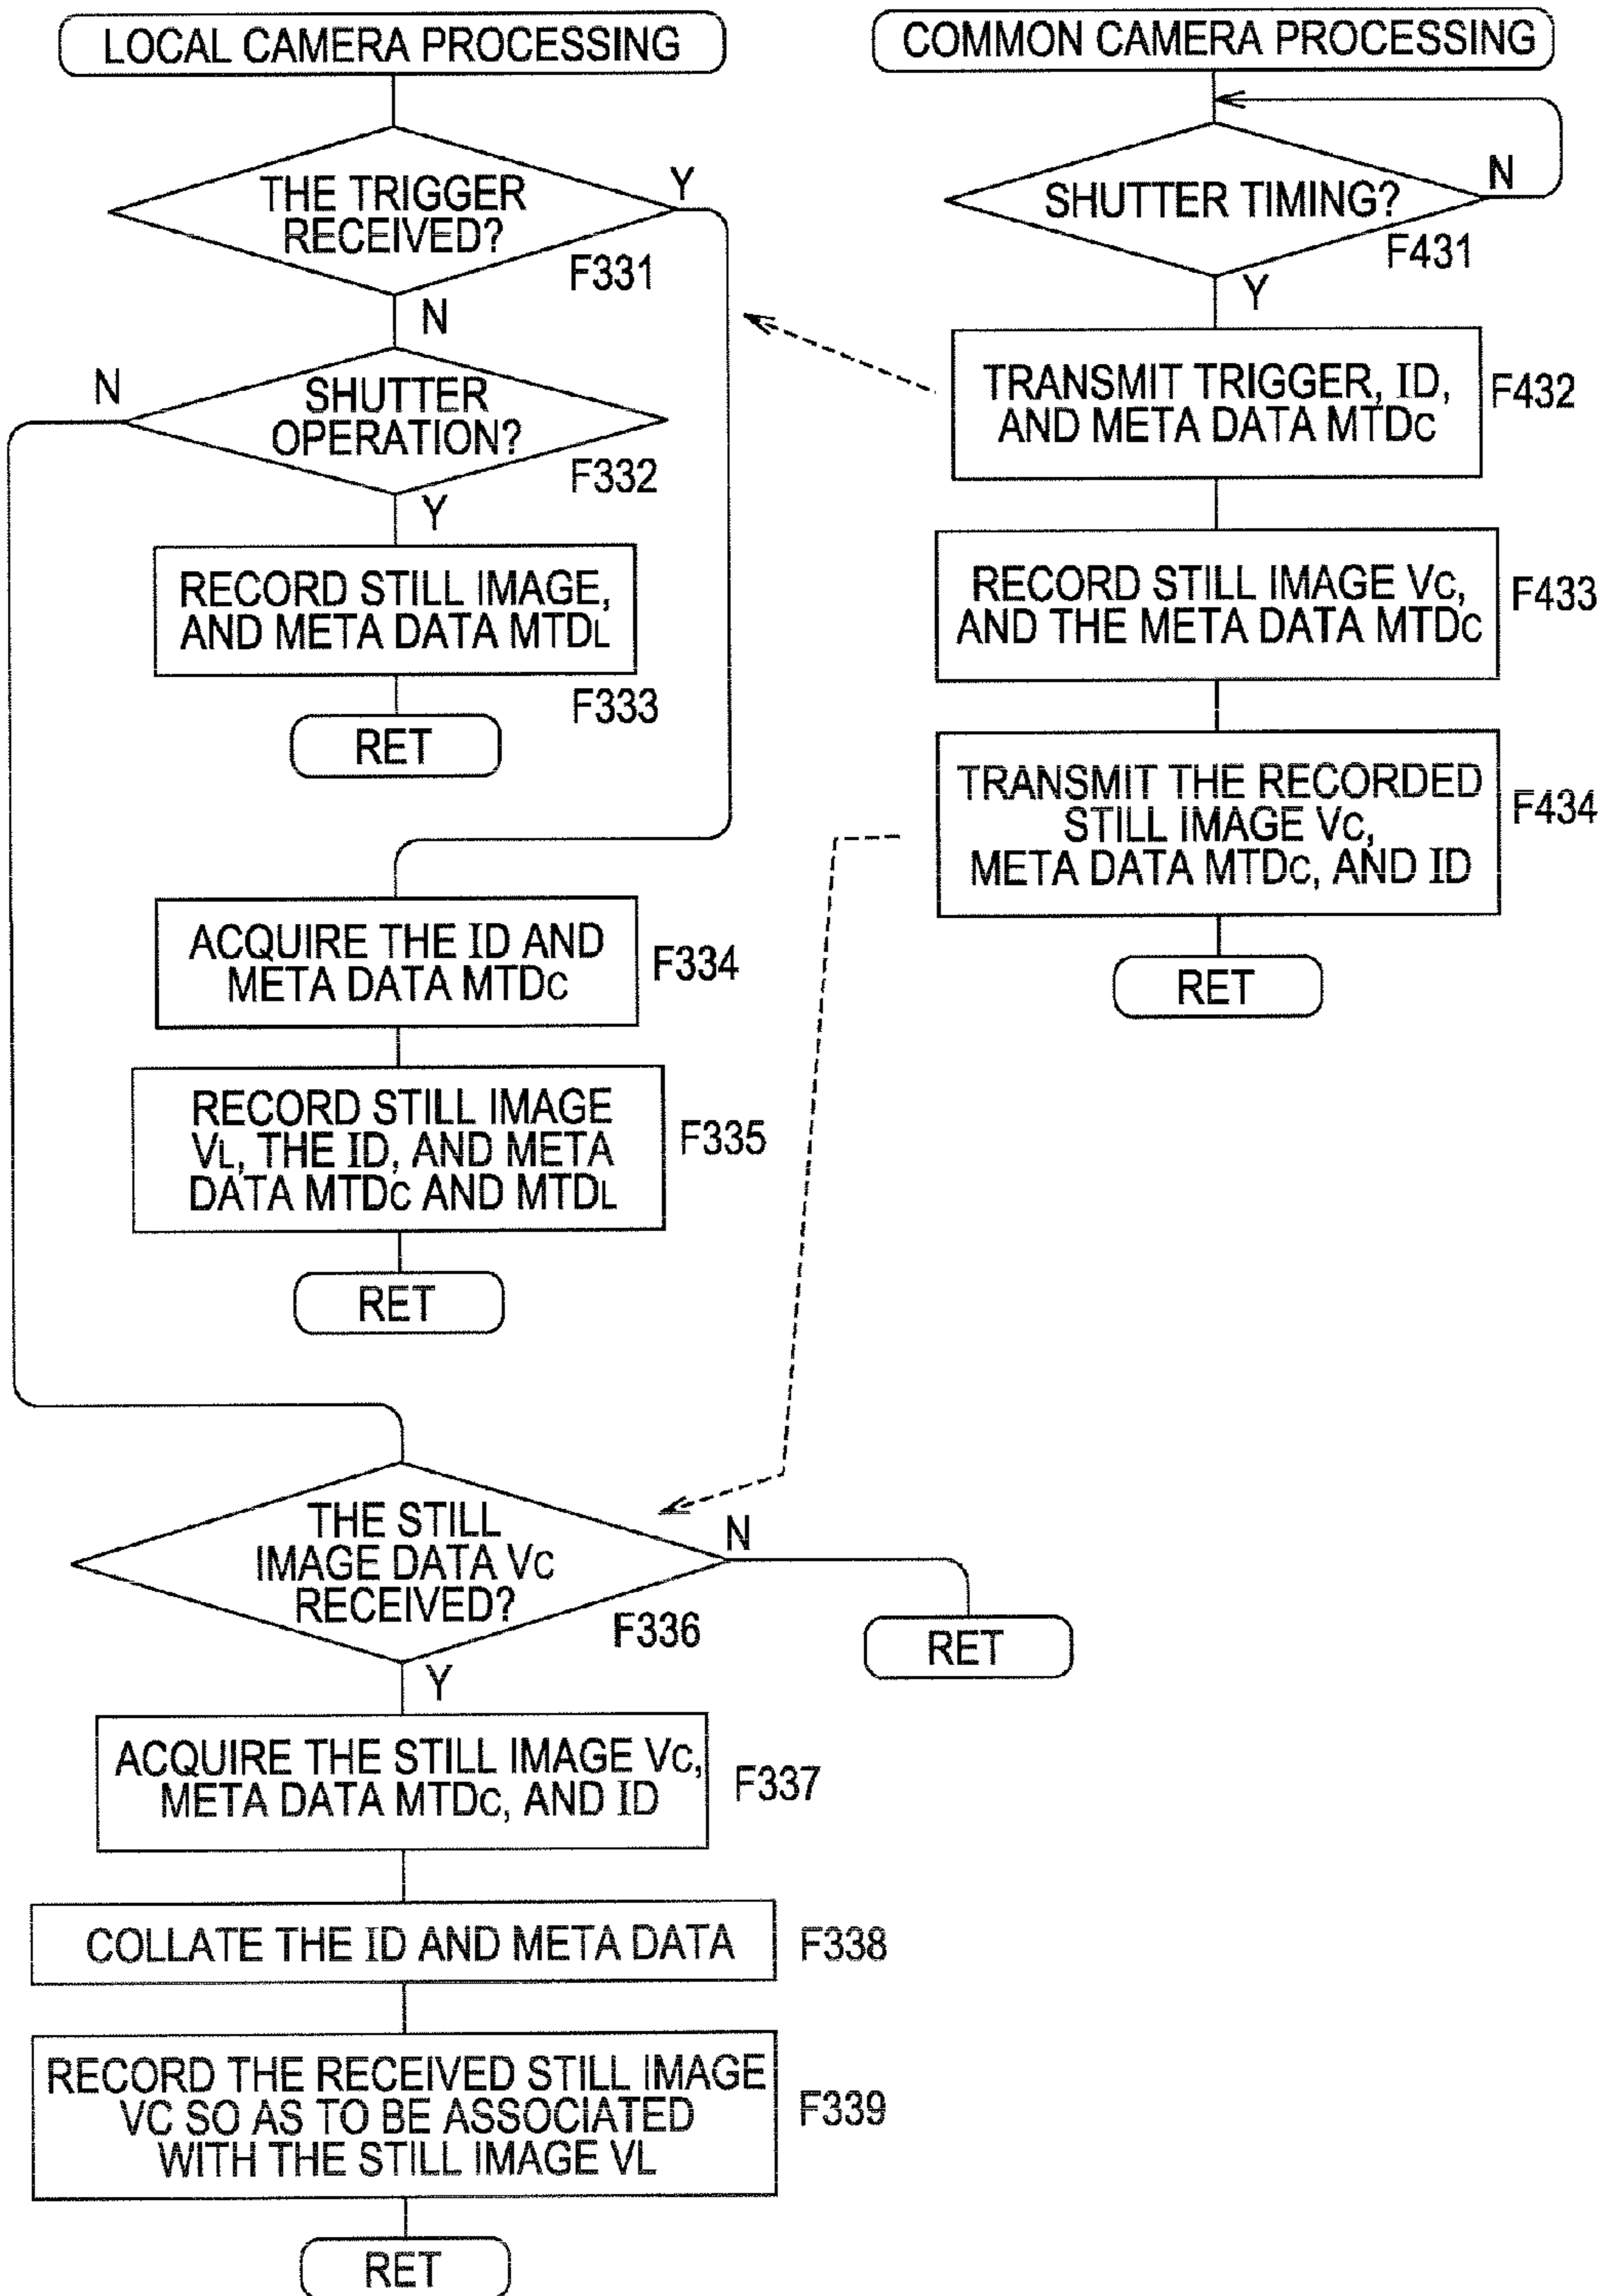 LOCAL CAMERA PROCESSING
THE TRIGGER
RECEIVED?
Y
F331
N
SHUTTER
OPERATION?
N
F332
Y
RECORD STILL IMAGE,
AND META DATA MTDL
F333
RET
ACQUIRE THE ID AND
META DATA MTDC
F334
RECORD STILL IMAGE
VL, THE ID, AND META
DATA MTDC AND MTDL
F335
RET
THE STILL
IMAGE DATA VC
RECEIVED?
N
F336
RET
Y
ACQUIRE THE STILL IMAGE VC,
META DATA MTDC, AND ID
F337
COLLATE THE ID AND META DATA
F338
RECORD THE RECEIVED STILL IMAGE
VC SO AS TO BE ASSOCIATED
WITH THE STILL IMAGE VL
F339
RET
COMMON CAMERA PROCESSING
SHUTTER TIMING?
N
F431
Y
TRANSMIT TRIGGER, ID,
AND META DATA MTDC
F432
RECORD STILL IMAGE VC,
AND THE META DATA MTDC
F433
TRANSMIT THE RECORDED
STILL IMAGE VC,
META DATA MTDC, AND ID
F434
RET